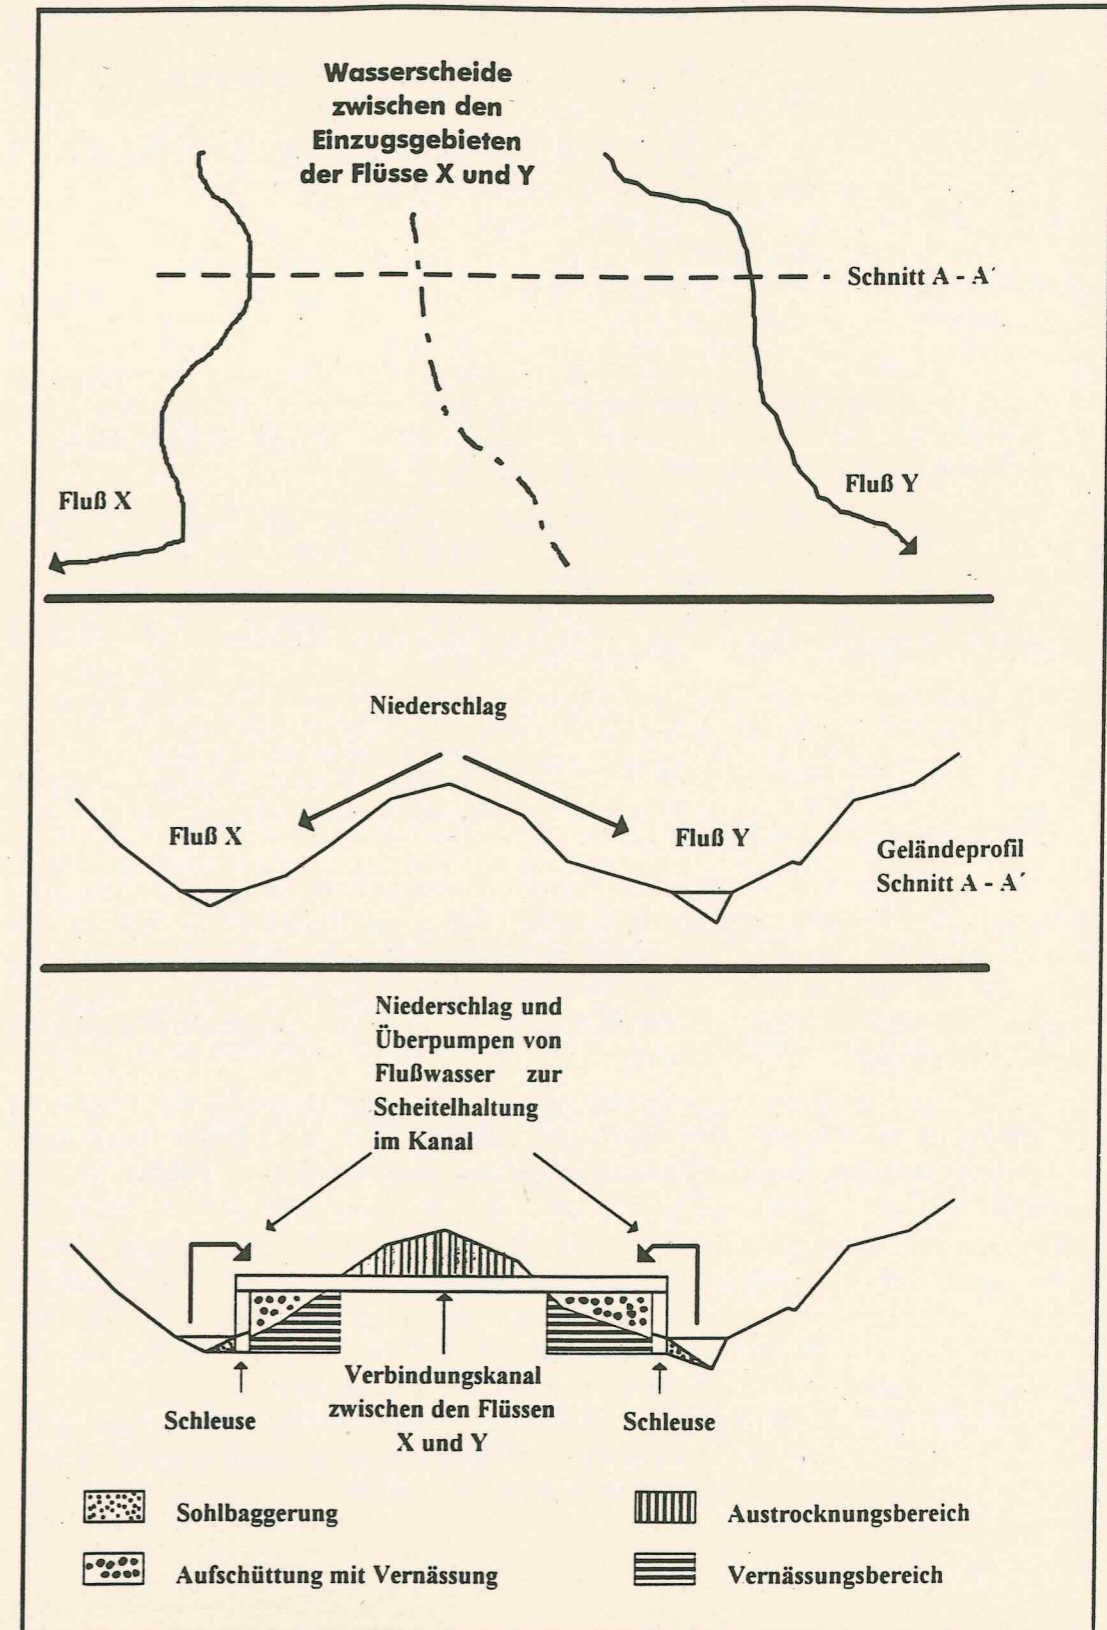 Wasserscheide
zwischen den
Einzugsgebieten
der Flüsse X und Y
Schnitt A - A´
Fluß X
Fluß Y
Niederschlag
Fluß X
Fluß Y
Geländeprofil
Schnitt A - A´
Niederschlag und
Überpumpen von
Flußwasser zur
Scheitelhaltung
im Kanal
Verbindungskanal
zwischen den Flüssen
X und Y
Schleuse
Schleuse
Sohlbaggerung
Austrocknungsbereich
Aufschüttung mit Vernässung
Vernässungsbereich